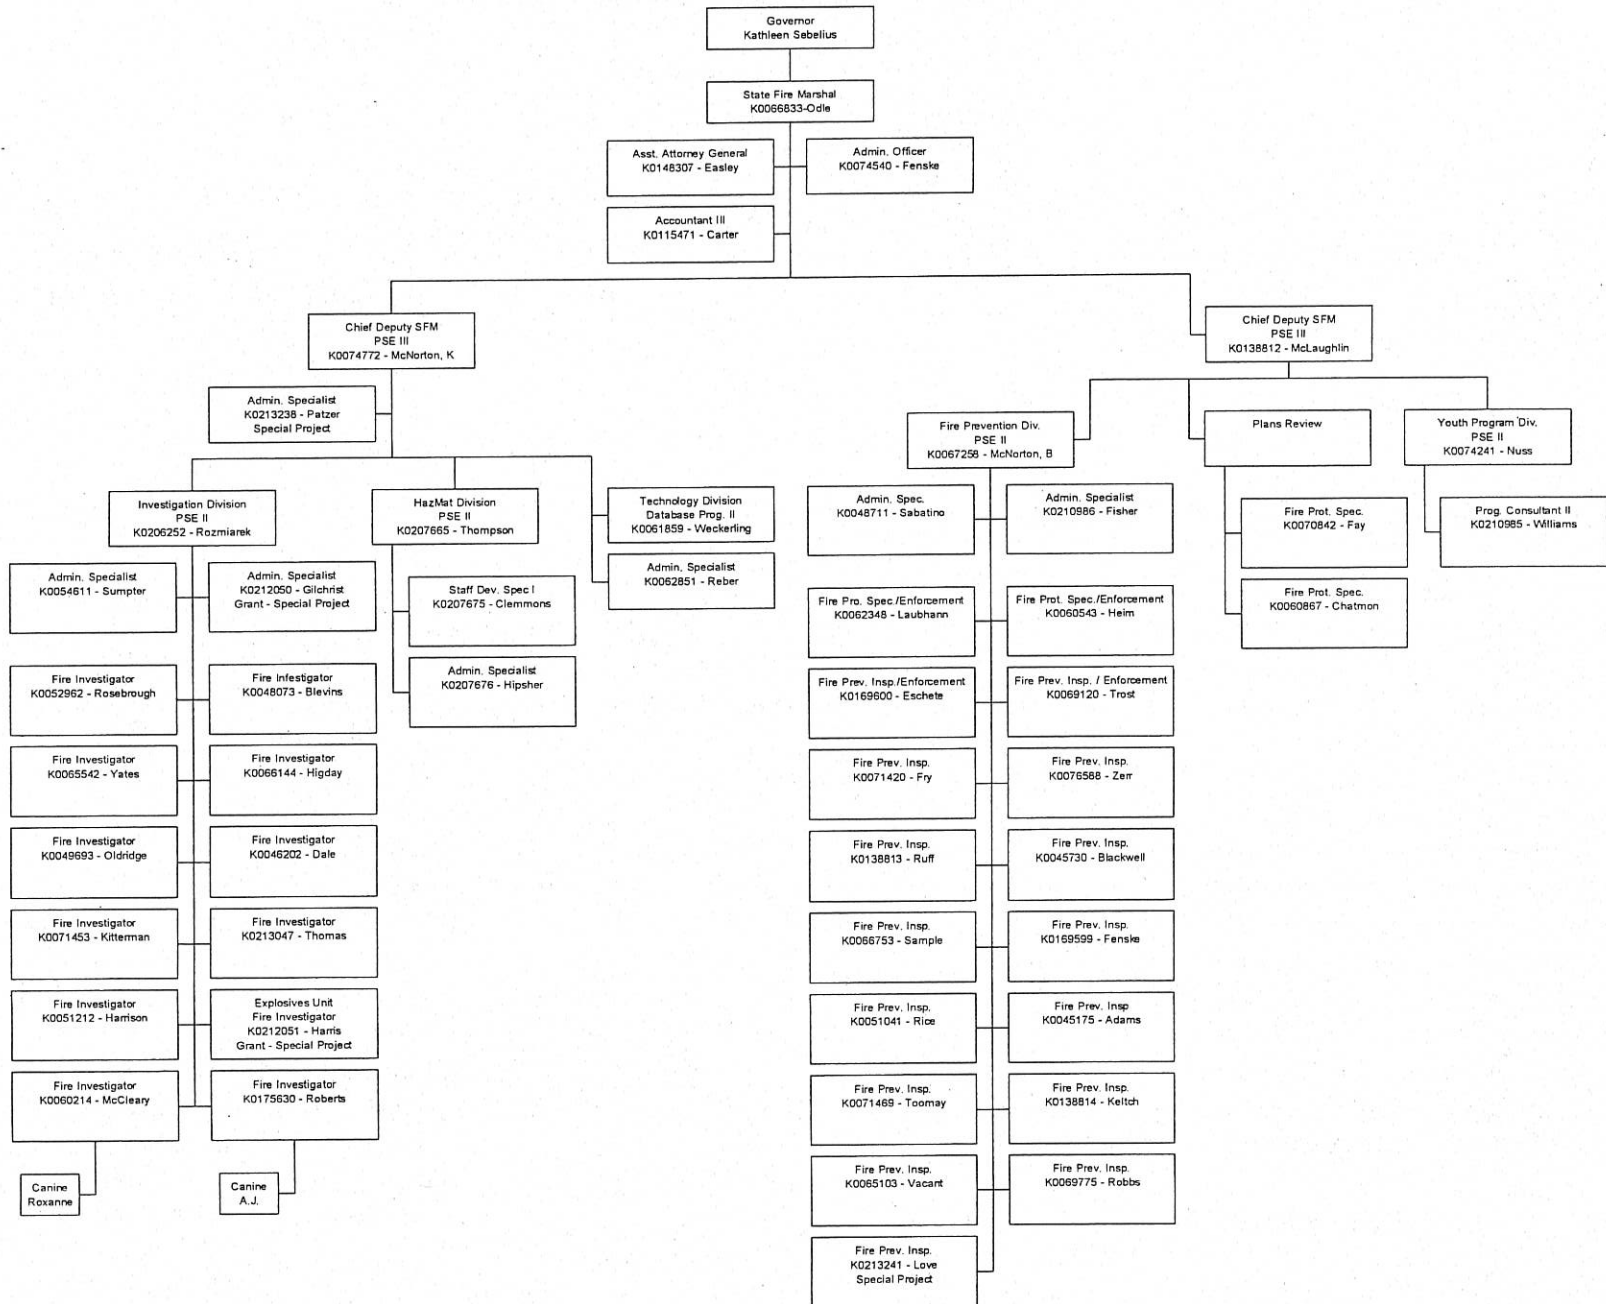 Governor
Kathleen Sebelius
State Fire Marshal
K0066833-Odle
Asst. Attorney General
K0148307 - Easley
Admin. Officer
K0074540 - Fenske
Accountant III
K0115471 - Carter
Chief Deputy SFM
PSE III
K0074772 - McNorton, K
Chief Deputy SFM
PSE III
K0138812 - McLaughlin
Admin. Specialist
K0213238 - Patzer
Special Project
Investigation Division
PSE II
K0206252 - Rozmiarek
HazMat Division
PSE II
K0207665 - Thompson
Technology Division
Database Prog. II
K0061859 - Weckerling
Admin. Specialist
K0062851 - Reber
Admin. Specialist
K0054611 - Sumpter
Admin. Specialist
K0212050 - Gilchrist
Grant - Special Project
Staff Dev. Spec I
K0207675 - Clemmons
Admin. Specialist
K0207676 - Hipsher
Fire Investigator
K0052962 - Rosebrough
Fire Infestigator
K0048073 - Blevins
Fire Investigator
K0065542 - Yates
Fire Investigator
K0066144 - Higday
Fire Investigator
K0049693 - Oldridge
Fire Investigator
K0046202 - Dale
Fire Investigator
K0071453 - Kitterman
Fire Investigator
K0213047 - Thomas
Fire Investigator
K0051212 - Harrison
Explosives Unit
Fire Investigator
K0212051 - Harris
Grant - Special Project
Fire Investigator
K0060214 - McCleary
Fire Investigator
K0175630 - Roberts
Canine
Roxanne
Canine
A.J.
Fire Prevention Div.
PSE II
K0067258 - McNorton, B
Plans Review
Youth Program Div.
PSE II
K0074241 - Nuss
Admin. Spec.
K0048711 - Sabatino
Admin. Specialist
K0210986 - Fisher
Fire Prot. Spec.
K0070842 - Fay
Prog. Consultant II
K0210985 - Williams
Fire Prot. Spec.
K0060867 - Chatmon
Fire Pro. Spec./Enforcement
K0062348 - Laubhann
Fire Prot. Spec./Enforcement
K0060543 - Heim
Fire Prev. Insp./Enforcement
K0169600 - Eschete
Fire Prev. Insp. / Enforcement
K0069120 - Trost
Fire Prev. Insp.
K0071420 - Fry
Fire Prev. Insp.
K0076588 - Zerr
Fire Prev. Insp.
K0138813 - Ruff
Fire Prev. Insp.
K0045730 - Blackwell
Fire Prev. Insp.
K0066753 - Sample
Fire Prev. Insp.
K0169599 - Fenske
Fire Prev. Insp.
K0051041 - Rice
Fire Prev. Insp
K0045175 - Adams
Fire Prev. Insp.
K0071469 - Toomay
Fire Prev. Insp.
K0138814 - Keltch
Fire Prev. Insp.
K0065103 - Vacant
Fire Prev. Insp.
K0069775 - Robbs
Fire Prev. Insp.
K0213241 - Love
Special Project